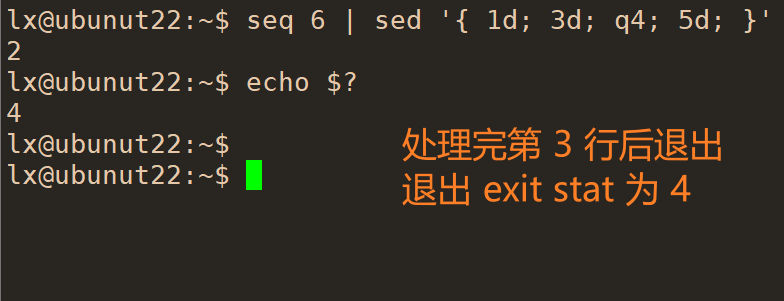 lx@ubunut22:~$ seq 6 | sed '{ 1d; 3d; q4; 5d; }'
2
lx@ubunut22:~$ echo $?
4
lx@ubunut22:~$
lx@ubunut22:~$
处理完第 3 行后退出
退出 exit stat 为 4